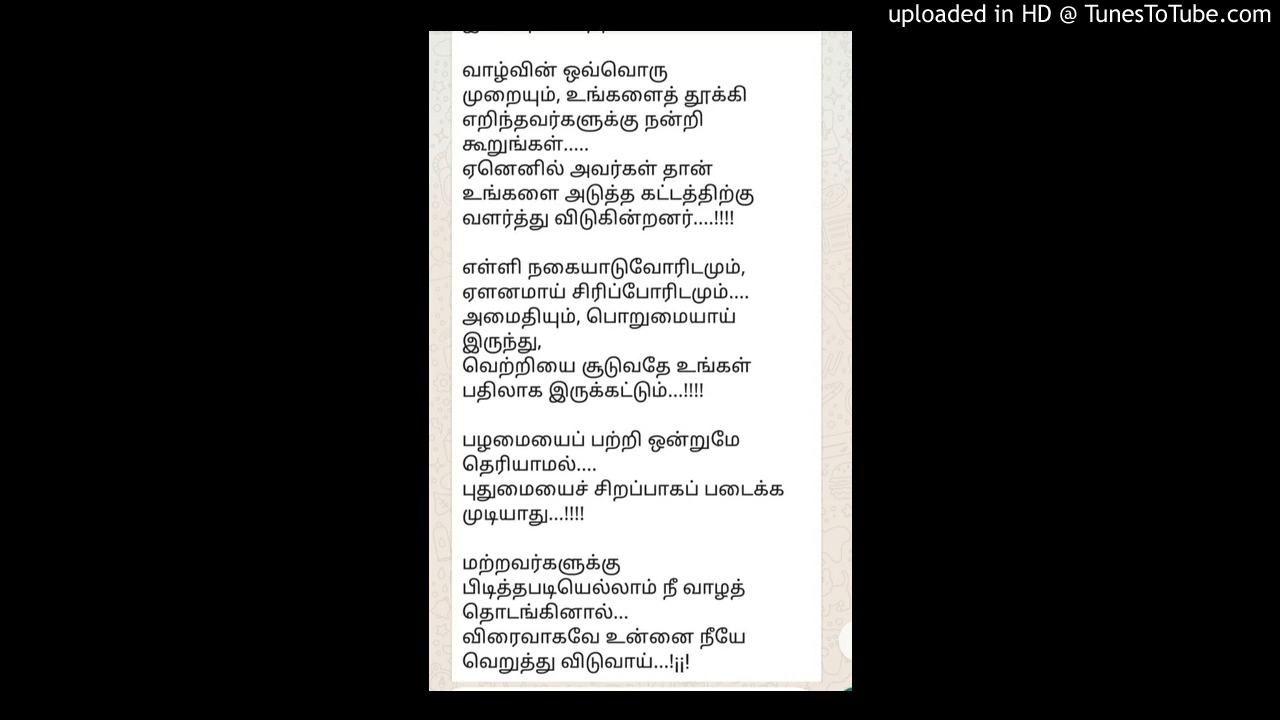 uploaded in HD @ TunesToTube.com
வாழ்வின் ஒவ்வொரு
முறையும், உங்களைத் தூக்கி
எறிந்தவர்களுக்கு நன்றி
கூறுங்கள்.....
ஏனெனில் அவர்கள் தான்
உங்களை அடுத்த கட்டத்திற்கு
வளர்த்து விடுகின்றனர்....!!!!
எள்ளி நகையாடுவோரிடமும்,
ஏளனமாய் சிரிப்போரிடமும்....
அமைதியும், பொறுமையாய்
இருந்து,
வெற்றியை சூடுவதே உங்கள்
பதிலாக இருக்கட்டும்...!!!!
பழமையைப் பற்றி ஒன்றுமே
தெரியாமல்....
புதுமையைச் சிறப்பாகப் படைக்க
முடியாது...!!!!
மற்றவர்களுக்கு
பிடித்தபடியெல்லாம் நீ வாழத்
தொடங்கினால்...
விரைவாகவே உன்னை நீயே
வெறுத்து விடுவாய்...!¡¡!